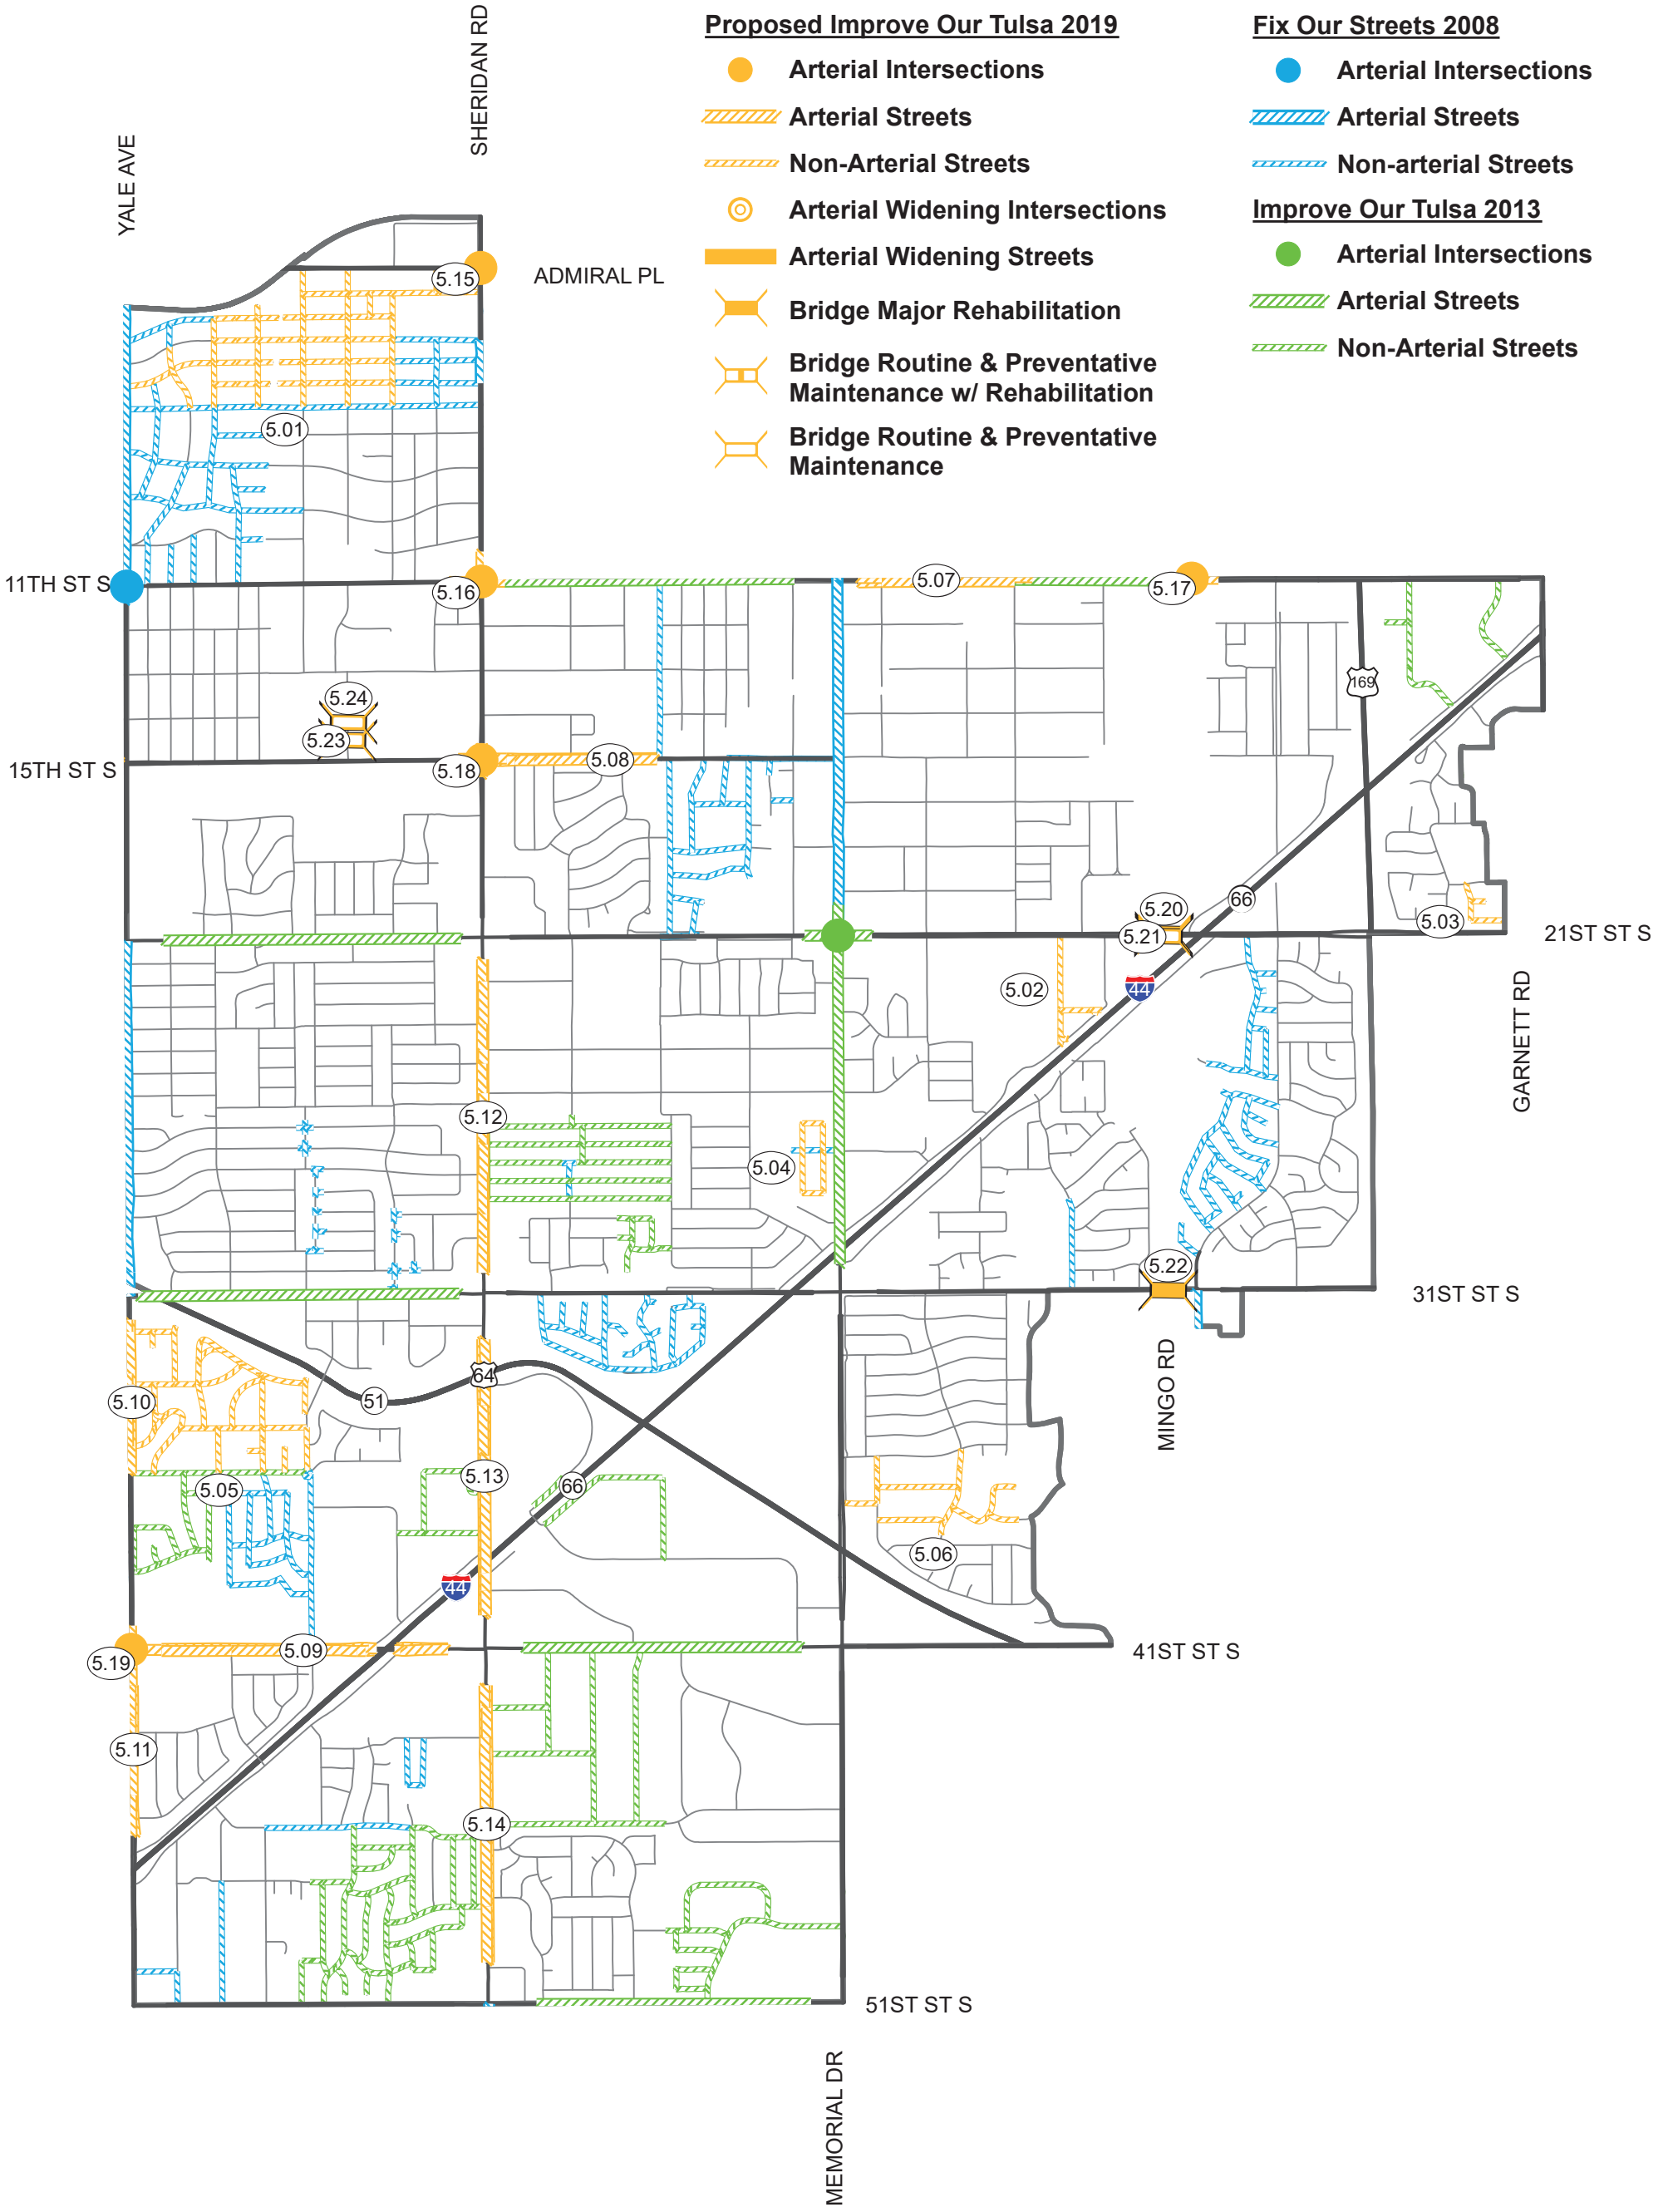 Proposed Improve Our Tulsa 2019
Arterial Intersections
Arterial Streets
Non-Arterial Streets
Arterial Widening Intersections
Arterial Widening Streets
Bridge Major Rehabilitation
Bridge Routine & Preventative
Maintenance w/ Rehabilitation
Bridge Routine & Preventative
Maintenance
Fix Our Streets 2008
Arterial Intersections
Arterial Streets
Non-arterial Streets
Improve Our Tulsa 2013
Arterial Intersections
Arterial Streets
Non-Arterial Streets
YALE AVE
SHERIDAN RD
ADMIRAL PL
5.15
5.01
11TH ST S
5.16
5.07
5.17
169
5.24
5.23
15TH ST S
5.18
5.08
66
5.20
5.21
5.03
21ST ST S
5.02
44
GARNETT RD
5.12
5.04
5.22
31ST ST S
MINGO RD
64
51
5.10
5.13
66
5.05
5.06
44
5.19
5.09
41ST ST S
5.11
5.14
51ST ST S
MEMORIAL DR